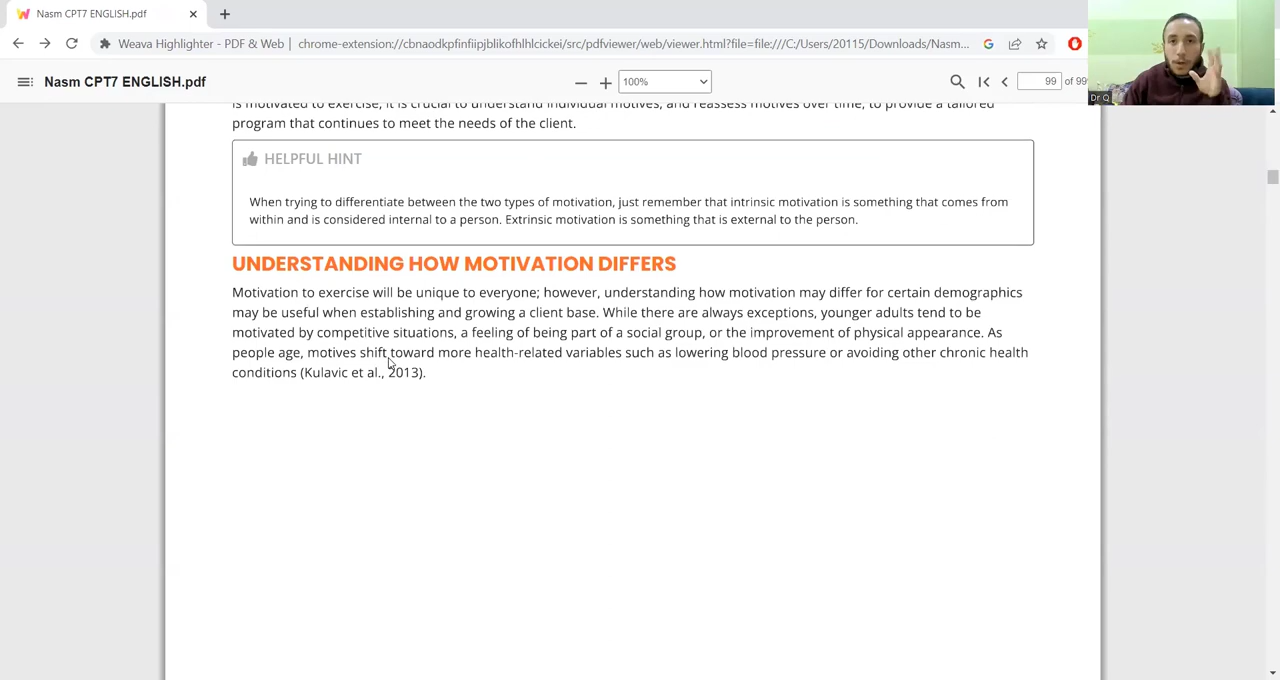 Nasm CPT7 ENGLISH.pdf
Weava Highlighter - PDF & Web | chrome-extension://cbnaodkpfinfiipjblikofhlhlcickei/src/pdfviewer/web/viewer.html?file=file:///C:/Users/20115/Downloads/Nasm...
Nasm CPT7 ENGLISH.pdf
100%
99 of 99
Dr Q
is motivated to exercise, it is crucial to understand individual motives, and reassess motives over time, to provide a tailored
program that continues to meet the needs of the client.
HELPFUL HINT
When trying to differentiate between the two types of motivation, just remember that intrinsic motivation is something that comes from
within and is considered internal to a person. Extrinsic motivation is something that is external to the person.
UNDERSTANDING HOW MOTIVATION DIFFERS
Motivation to exercise will be unique to everyone; however, understanding how motivation may differ for certain demographics
may be useful when establishing and growing a client base. While there are always exceptions, younger adults tend to be
motivated by competitive situations, a feeling of being part of a social group, or the improvement of physical appearance. As
people age, motives shift toward more health-related variables such as lowering blood pressure or avoiding other chronic health
conditions (Kulavic et al., 2013).